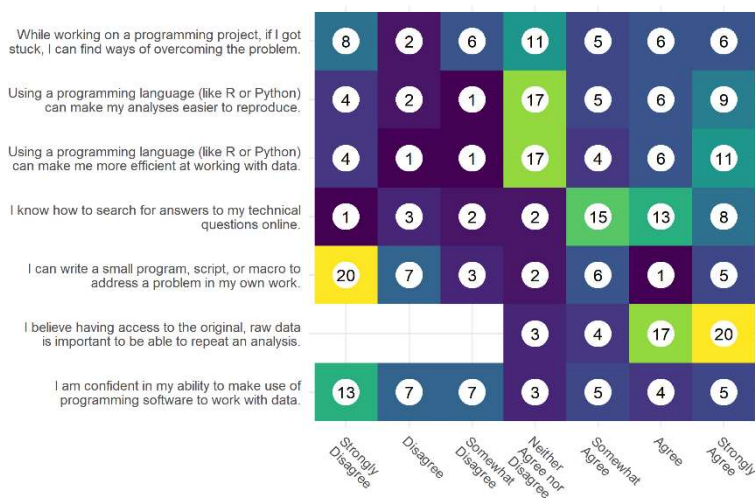 While working on a programming project, if I got
stuck, I can find ways of overcoming the problem.
8 2 6 11 5 6 6
Using a programming language (like R or Python)
can make my analyses easier to reproduce.
4 2 1 17 5 6 9
Using a programming language (like R or Python)
can make me more efficient at working with data.
4 1 1 17 4 6 11
I know how to search for answers to my technical
questions online.
1 3 2 2 15 13 8
I can write a small program, script, or macro to
address a problem in my own work.
20 7 3 2 6 1 5
I believe having access to the original, raw data
is important to be able to repeat an analysis.
3 4 17 20
I am confident in my ability to make use of
programming software to work with data.
13 7 7 3 5 4 5
Strongly
Disagree
Disagree
Somewhat
Disagree
Neither
Agree nor
Disagree
Somewhat
Agree
Agree
Strongly
Agree